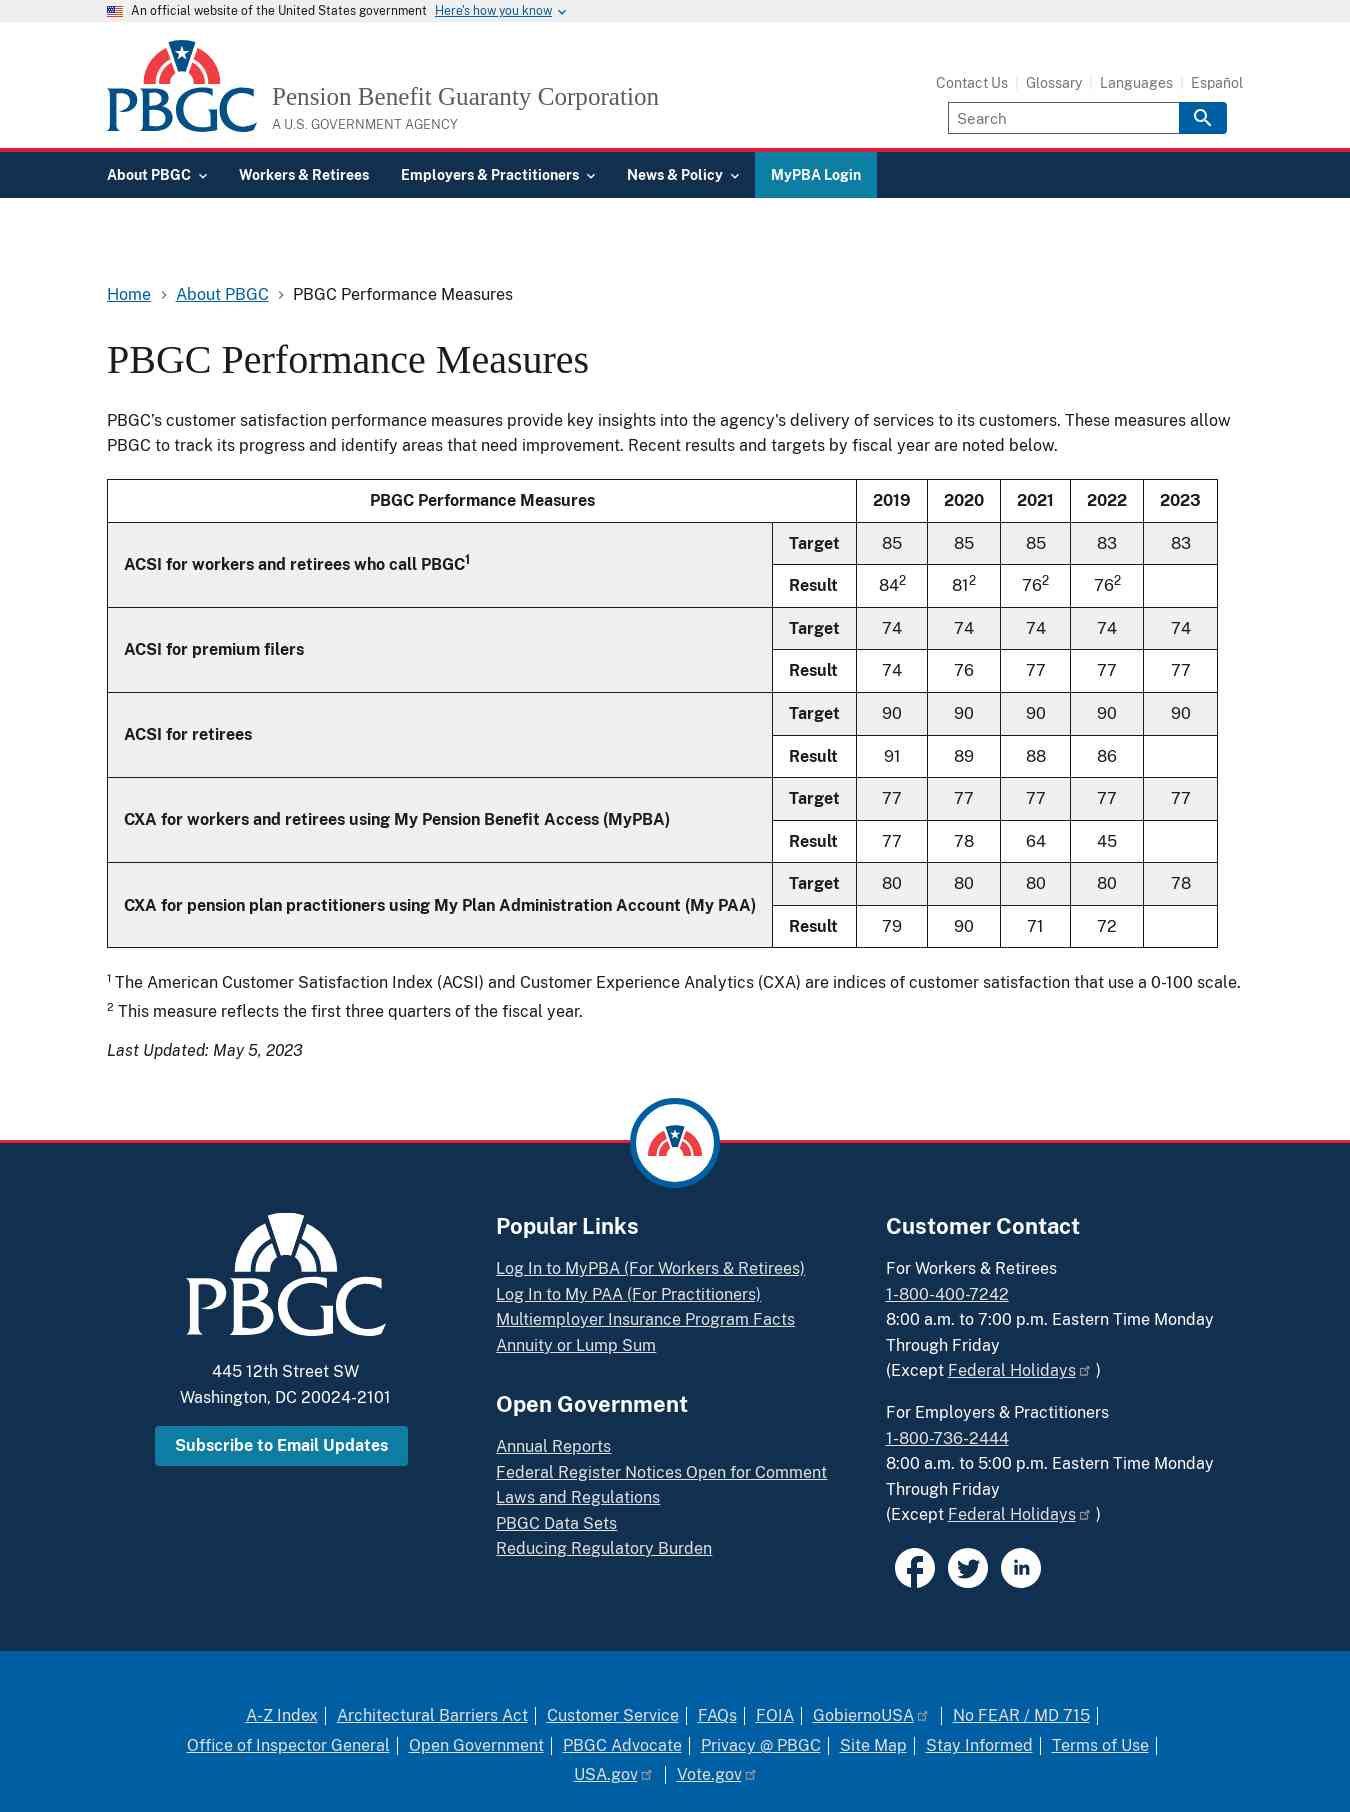 An official website of the United States government Here's how you know
PBGC
Pension Benefit Guaranty Corporation
A U.S. GOVERNMENT AGENCY
Contact Us | Glossary | Languages | Español
Search
About PBGC Workers & Retirees Employers & Practitioners News & Policy MyPBA Login
Home > About PBGC > PBGC Performance Measures
PBGC Performance Measures
PBGC’s customer satisfaction performance measures provide key insights into the agency's delivery of services to its customers. These measures allow
PBGC to track its progress and identify areas that need improvement. Recent results and targets by fiscal year are noted below.
PBGC Performance Measures 2019 2020 2021 2022 2023
ACSI for workers and retirees who call PBGC¹
Target 85 85 85 83 83
Result 84² 81² 76² 76²
ACSI for premium filers
Target 74 74 74 74 74
Result 74 76 77 77 77
ACSI for retirees
Target 90 90 90 90 90
Result 91 89 88 86
CXA for workers and retirees using My Pension Benefit Access (MyPBA)
Target 77 77 77 77 77
Result 77 78 64 45
CXA for pension plan practitioners using My Plan Administration Account (My PAA)
Target 80 80 80 80 78
Result 79 90 71 72
¹ The American Customer Satisfaction Index (ACSI) and Customer Experience Analytics (CXA) are indices of customer satisfaction that use a 0-100 scale.
² This measure reflects the first three quarters of the fiscal year.
Last Updated: May 5, 2023
PBGC
445 12th Street SW
Washington, DC 20024-2101
Subscribe to Email Updates
Popular Links
Log In to MyPBA (For Workers & Retirees)
Log In to My PAA (For Practitioners)
Multiemployer Insurance Program Facts
Annuity or Lump Sum
Open Government
Annual Reports
Federal Register Notices Open for Comment
Laws and Regulations
PBGC Data Sets
Reducing Regulatory Burden
Customer Contact
For Workers & Retirees
1-800-400-7242
8:00 a.m. to 7:00 p.m. Eastern Time Monday
Through Friday
(Except Federal Holidays )
For Employers & Practitioners
1-800-736-2444
8:00 a.m. to 5:00 p.m. Eastern Time Monday
Through Friday
(Except Federal Holidays )
in
A-Z Index | Architectural Barriers Act | Customer Service | FAQs | FOIA | GobiernoUSA | No FEAR / MD 715 |
Office of Inspector General | Open Government | PBGC Advocate | Privacy @ PBGC | Site Map | Stay Informed | Terms of Use |
USA.gov | Vote.gov